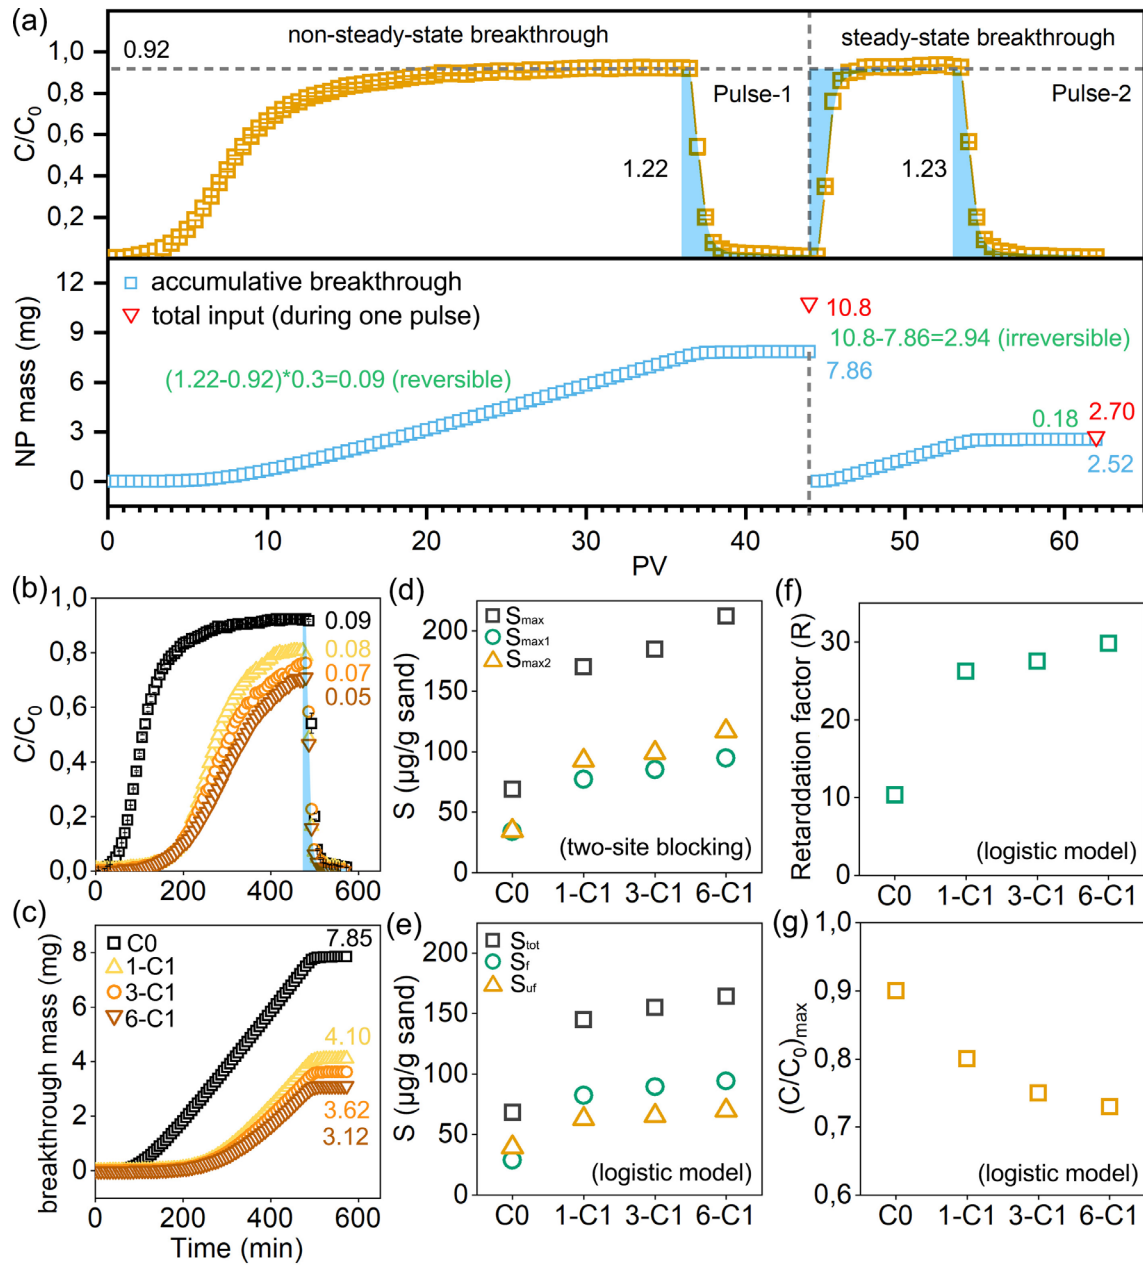 (a)
non-steady-state breakthrough
steady-state breakthrough
0.92
Pulse-1
Pulse-2
1.22
1.23
C/C0
1,0
0,8
0,6
0,4
0,2
accumulative breakthrough
total input (during one pulse)
10.8
10.8-7.86=2.94 (irreversible)
7.86
(1.22-0.92)*0.3=0.09 (reversible)
0.18
2.70
2.52
NP mass (mg)
12
9
6
3
0
0
10
20
30
40
50
60
PV
(b)
C/C0
1,0
0,8
0,6
0,4
0,2
0,0
0.09
0.08
0.07
0.05
0
200
400
600
(c)
C0
1-C1
3-C1
6-C1
7.85
4.10
3.62
3.12
breakthrough mass (mg)
8
6
4
2
0
0
200
400
600
Time (min)
(d)
Smax
Smax1
Smax2
S (µg/g sand)
200
150
100
50
0
(two-site blocking)
C0 1-C1 3-C1 6-C1
(e)
Stot
Sf
Suf
S (µg/g sand)
200
150
100
50
0
(logistic model)
C0 1-C1 3-C1 6-C1
(f)
Retarddation factor (R)
30
20
10
0
(logistic model)
C0 1-C1 3-C1 6-C1
(g)
(C/C0)max
1,0
0,9
0,8
0,7
0,6
(logistic model)
C0 1-C1 3-C1 6-C1